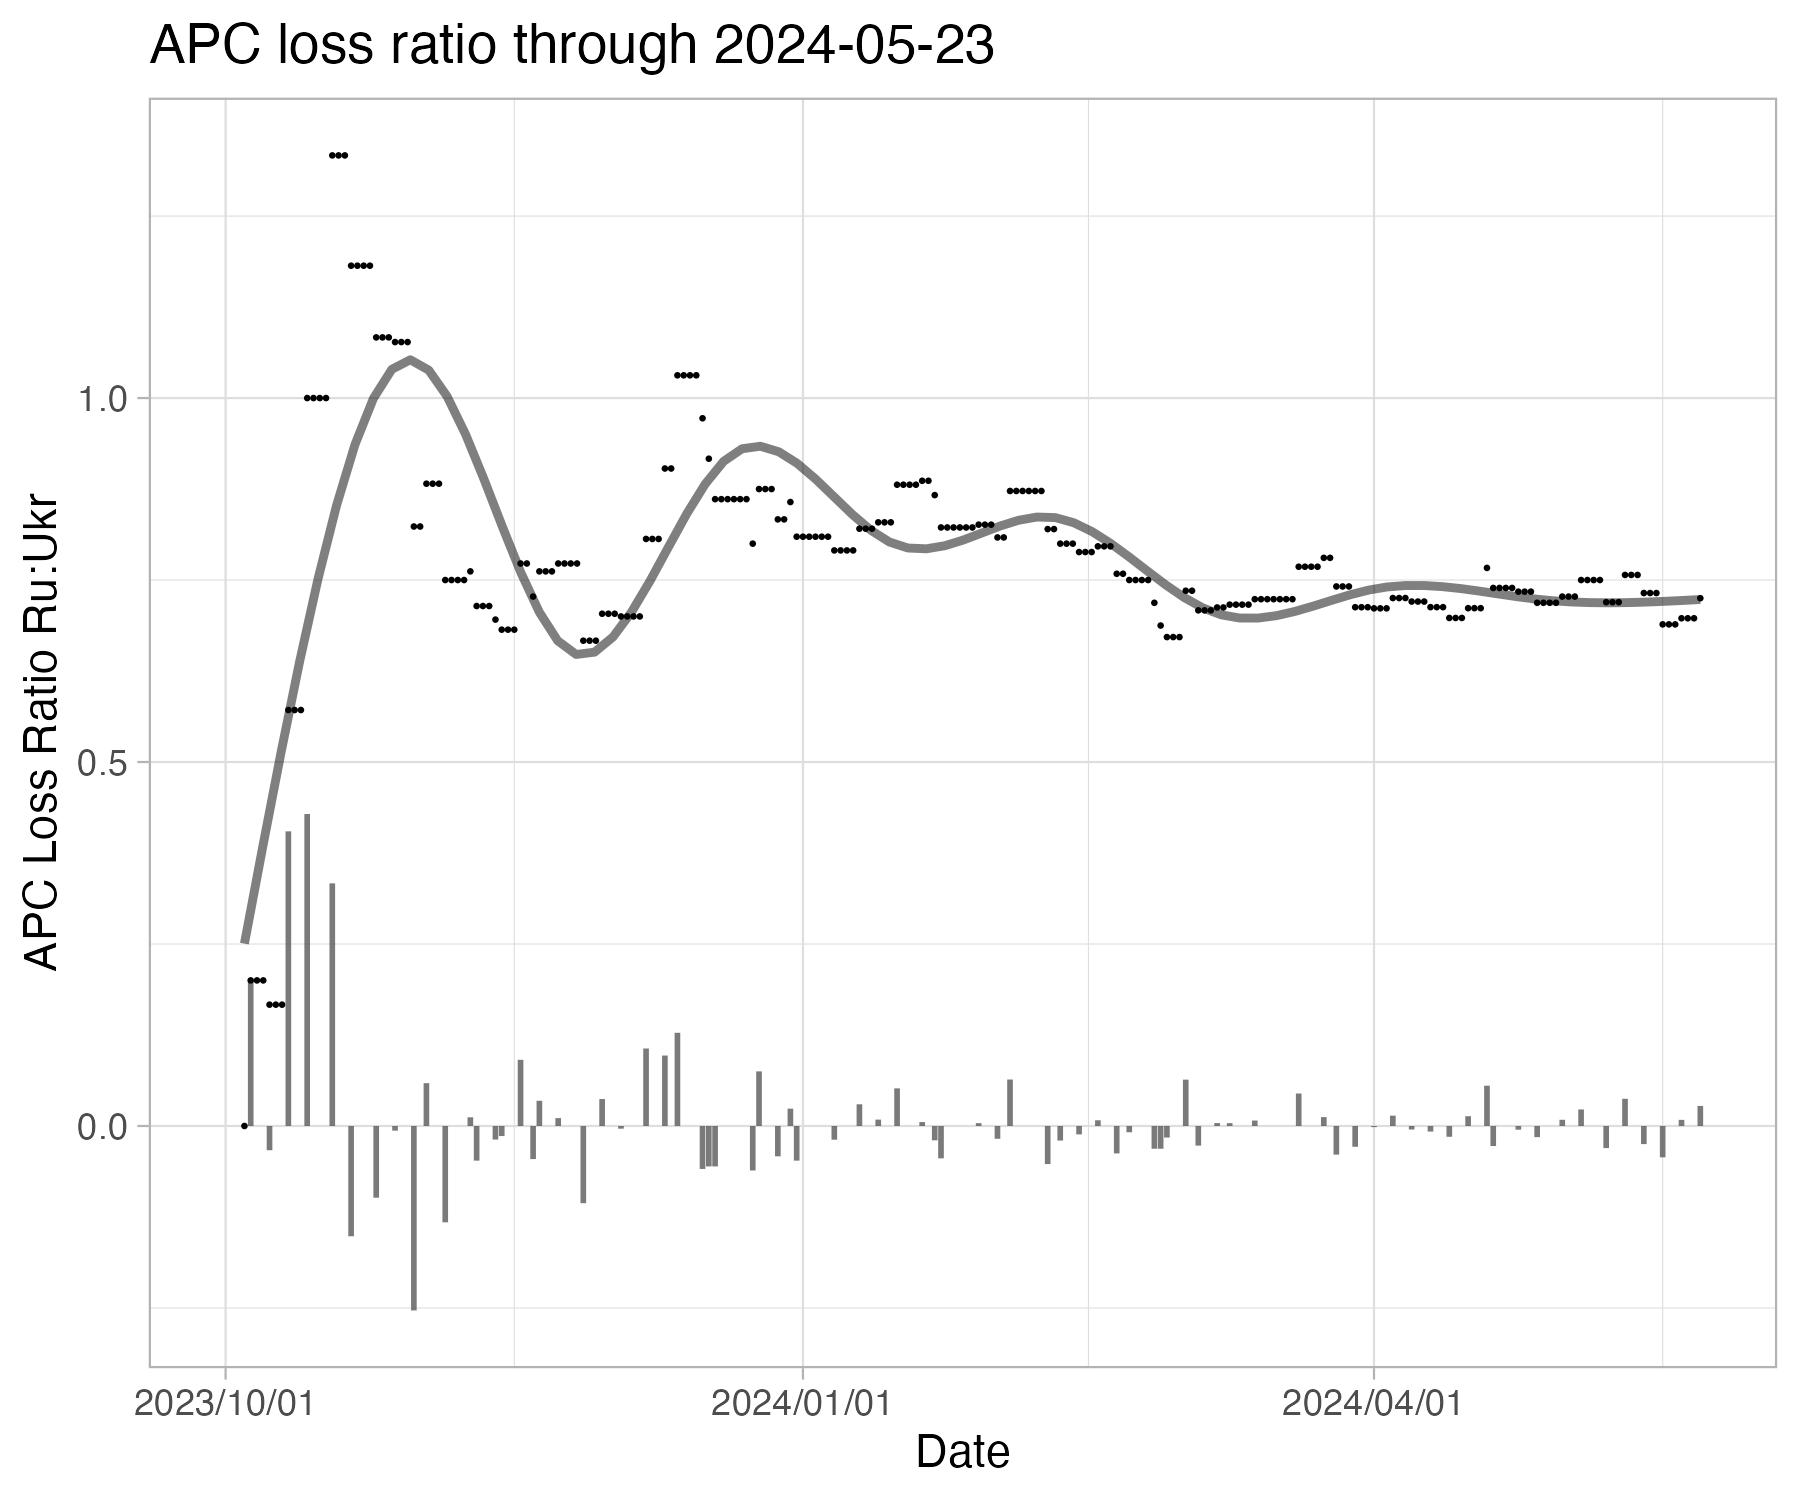 APC loss ratio through 2024-05-23
APC Loss Ratio Ru:Ukr
1.0
0.5
0.0
2023/10/01 2024/01/01 2024/04/01
Date